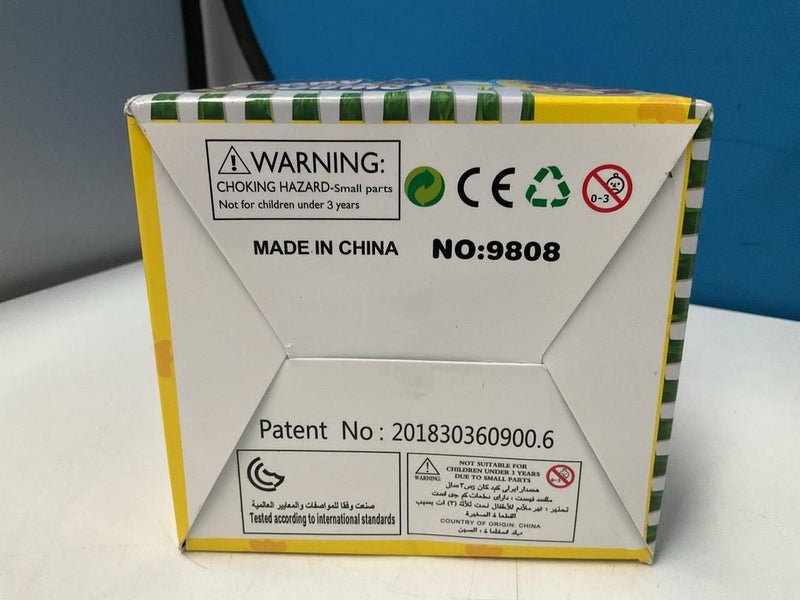 WARNING:
CHOKING HAZARD-Small parts
Not for children under 3 years
CE
0-3
MADE IN CHINA NO:9808
Patent No: 201830360900.6
صنعت وفقا للمواصفات والمعايير العالمية
Tested according to international standards
WARNING:
NOT SUITABLE FOR
CHILDREN UNDER 3 YEARS
DUE TO SMALL PARTS
COUNTRY OF ORIGIN: CHINA